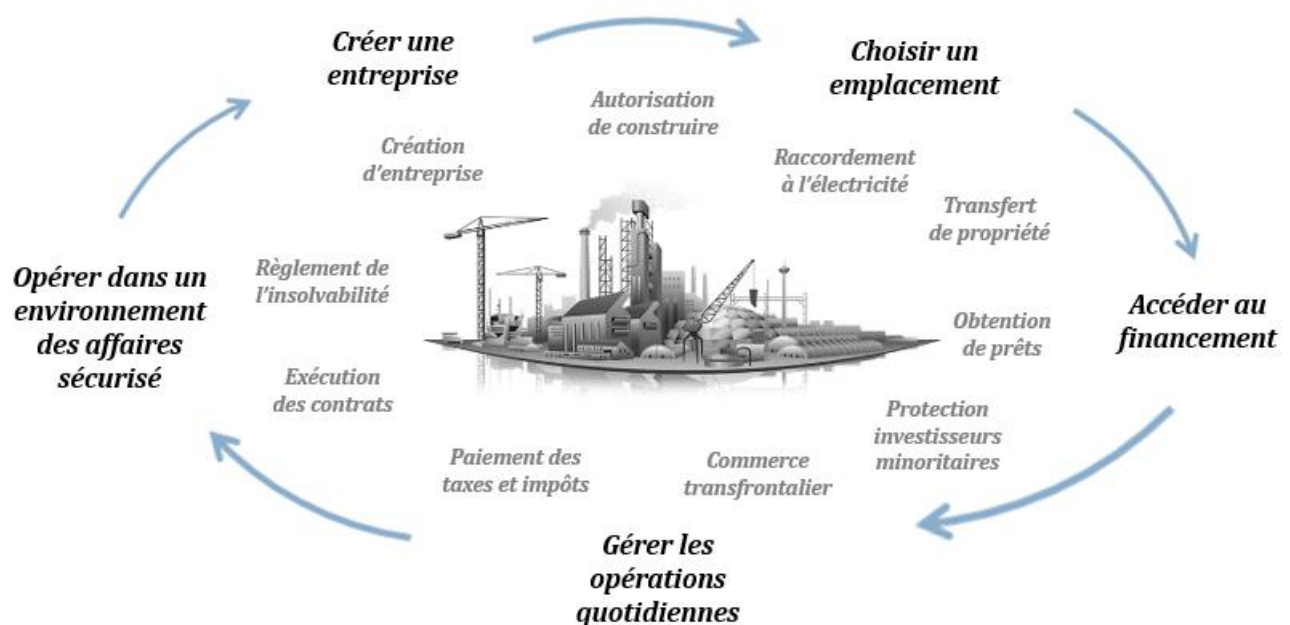 Créer une
entreprise
Choisir un
emplacement
Autorisation
de construire
Création
d'entreprise
Raccordement
à l'électricité
Transfert
de propriété
Opérer dans un
environnement
des affaires
sécurisé
Règlement de
l'insolvabilité
Accéder au
financement
Obtention
de prêts
Exécution
des contrats
Protection
investisseurs
minoritaires
Paiement des
taxes et impôts
Commerce
transfrontalier
Gérer les
opérations
quotidiennes